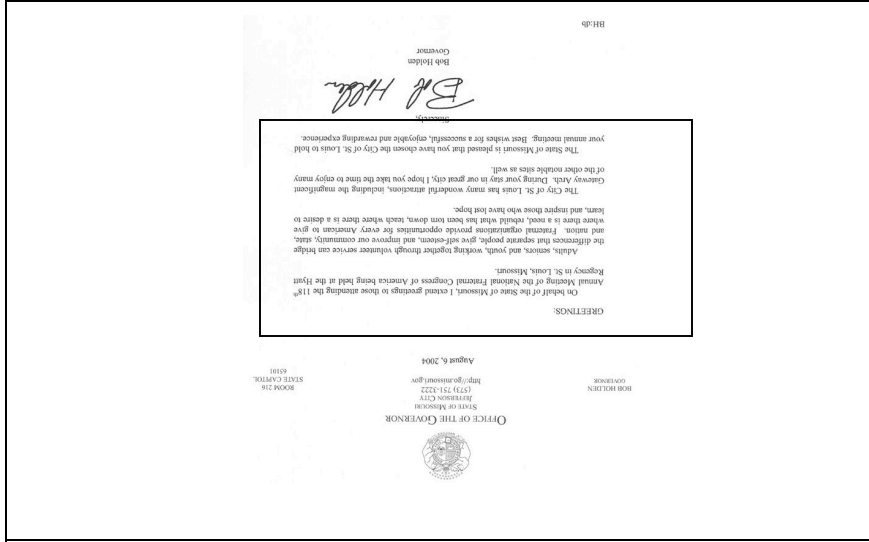 OFFICE OF THE GOVERNOR
STATE OF MISSOURI
JEFFERSON CITY
(573) 751-3222
http://go.missouri.gov
BOB HOLDEN
GOVERNOR
ROOM 216
STATE CAPITOL
65101
August 6, 2004
GREETINGS:
On behalf of the State of Missouri, I extend greetings to those attending the 118th
Annual Meeting of the National Fraternal Congress of America being held at the Hyatt
Regency in St. Louis, Missouri.
Adults, seniors, and youth, working together through volunteer service can bridge
the differences that separate people, give self-esteem, and improve our community, state,
and nation. Fraternal organizations provide opportunities for every American to give
where there is a need, rebuild what has been torn down, teach where there is a desire to
learn, and inspire those who have lost hope.
The City of St. Louis has many wonderful attractions, including the magnificent
Gateway Arch. During your stay in our great city, I hope you take the time to enjoy many
of the other notable sites as well.
The State of Missouri is pleased that you have chosen the City of St. Louis to hold
your annual meeting. Best wishes for a successful, enjoyable and rewarding experience.
Sincerely,
Bob Holden
Bob Holden
Governor
BH:db